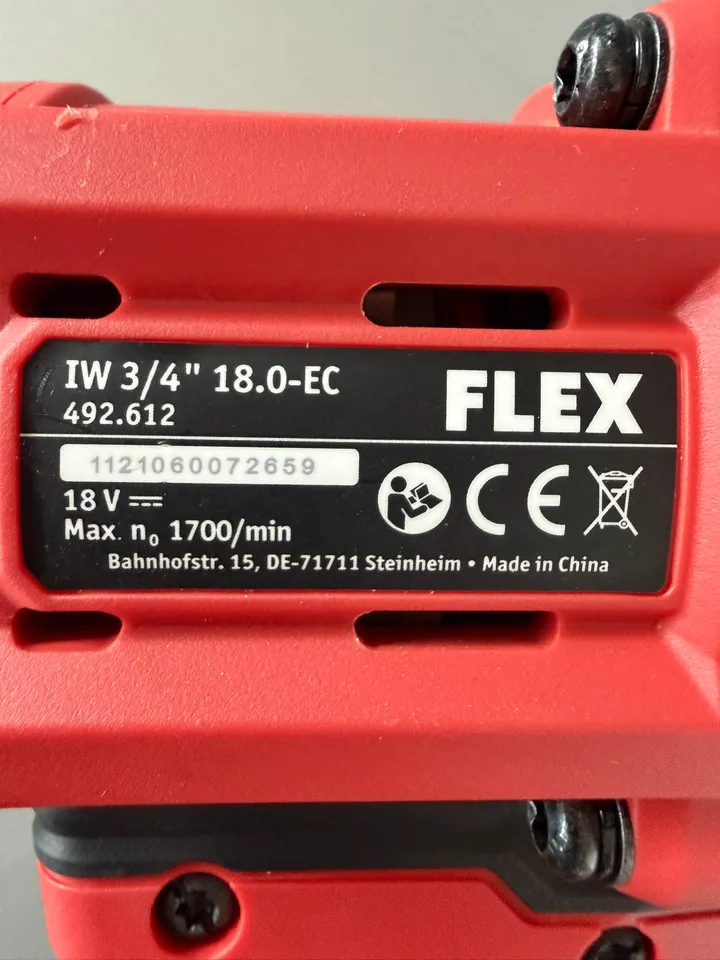 IW 3/4" 18.0-EC
492.612
FLEX
1121060072659
18 V ⎓
Max. n₀ 1700/min
CE
Bahnhofstr. 15, DE-71711 Steinheim • Made in China